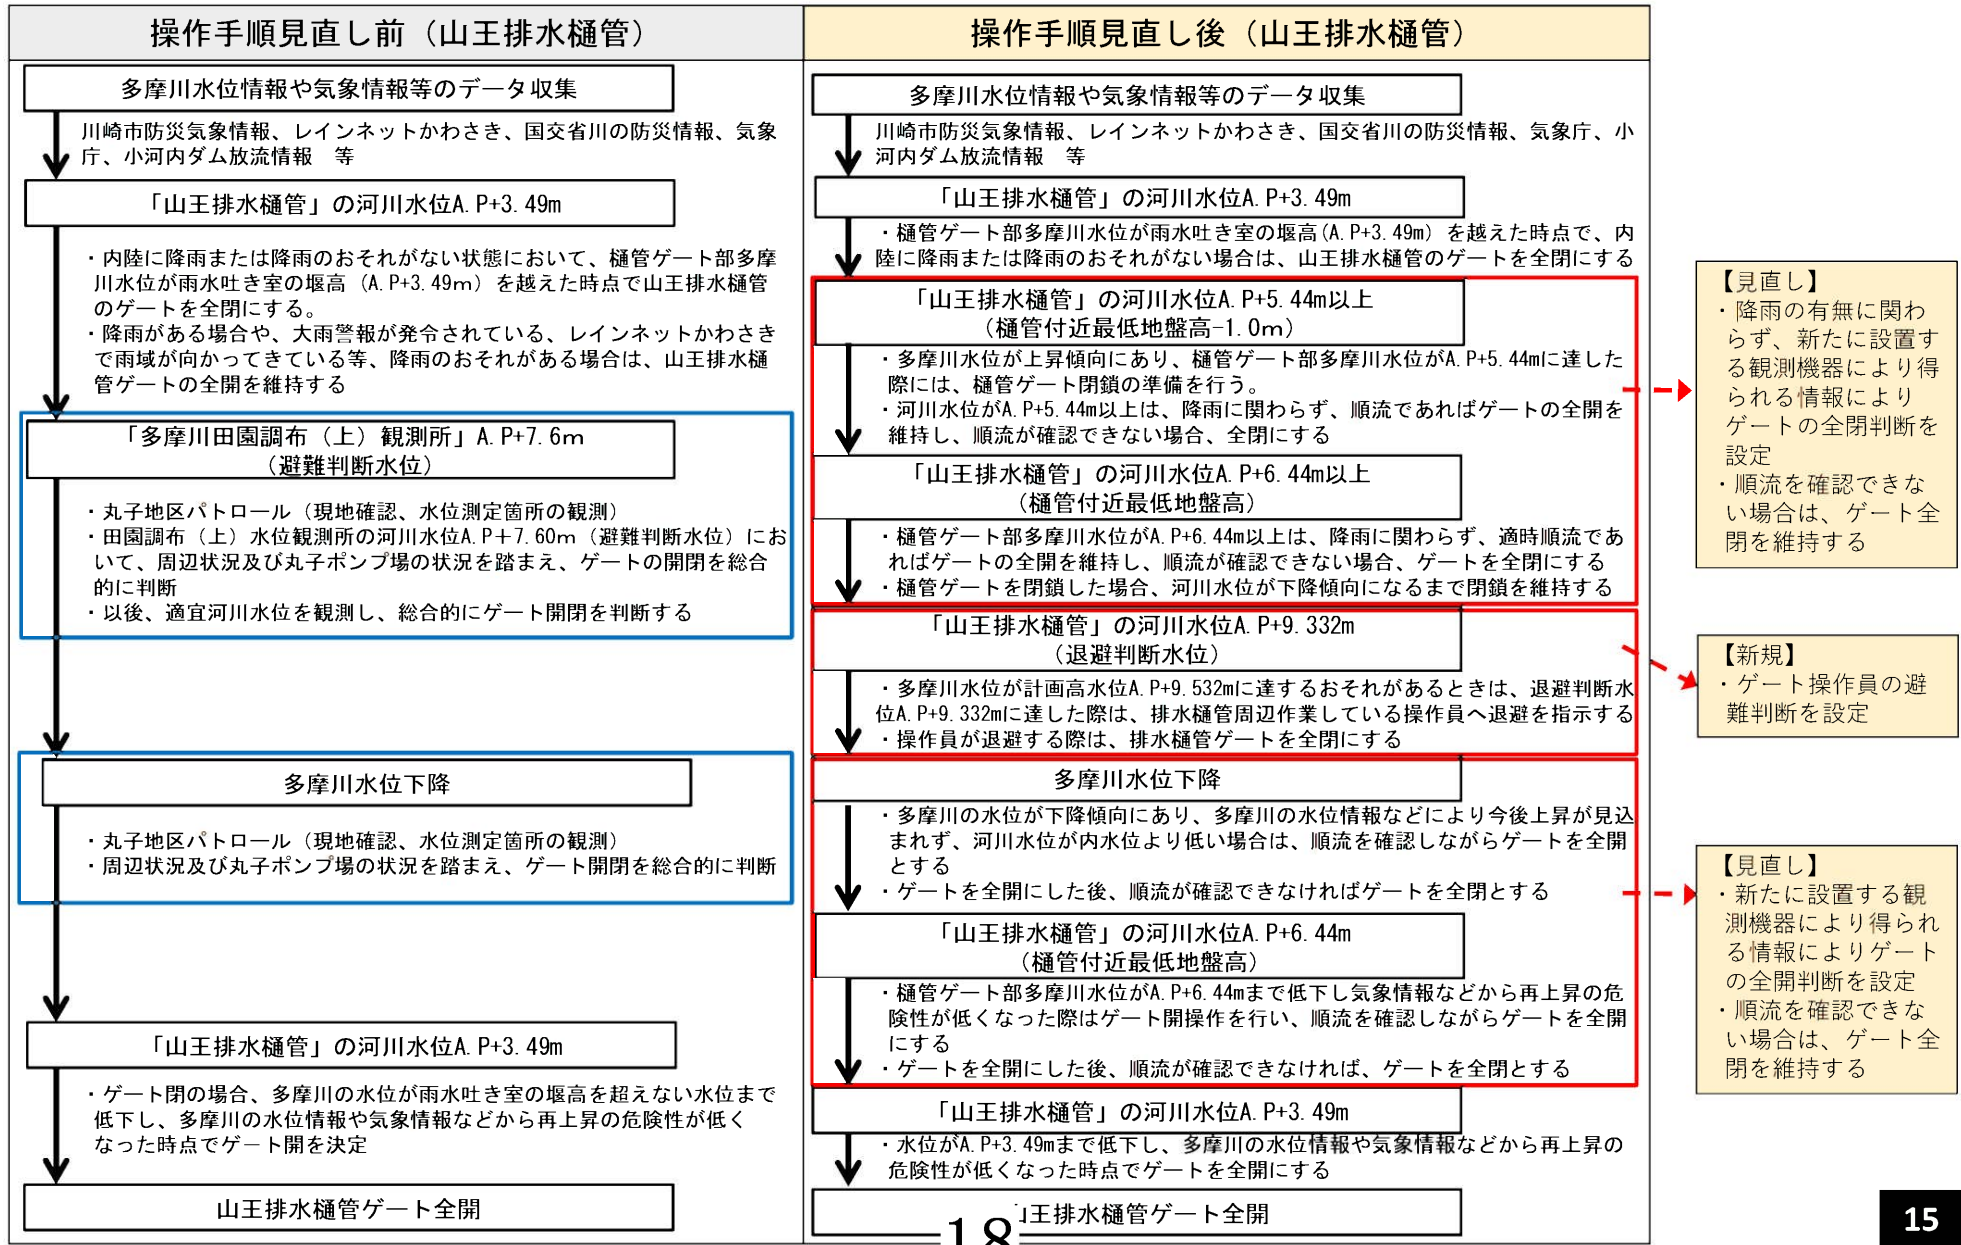 操作手順見直し前（山王排水樋管）
多摩川水位情報や気象情報等のデータ収集
川崎市防災気象情報、レインネットかわさき、国交省川の防災情報、気象
庁、小河内ダム放流情報　等
「山王排水樋管」の河川水位A.P+3.49m
・内陸に降雨または降雨のおそれがない状態において、樋管ゲート部多摩
川水位が雨水吐き室の堰高（A.P+3.49m）を越えた時点で山王排水樋管
のゲートを全閉にする。
・降雨がある場合や、大雨警報が発令されている、レインネットかわさき
で雨域が向かってきている等、降雨のおそれがある場合は、山王排水樋
管ゲートの全開を維持する
「多摩川田園調布（上）観測所」A.P+7.6m
（避難判断水位）
・丸子地区パトロール（現地確認、水位測定箇所の観測）
・田園調布（上）水位観測所の河川水位A.P＋7.60m（避難判断水位）にお
いて、周辺状況及び丸子ポンプ場の状況を踏まえ、ゲートの開閉を総合
的に判断
・以後、適宜河川水位を観測し、総合的にゲート開閉を判断する
多摩川水位下降
・丸子地区パトロール（現地確認、水位測定箇所の観測）
・周辺状況及び丸子ポンプ場の状況を踏まえ、ゲート開閉を総合的に判断
「山王排水樋管」の河川水位A.P+3.49m
・ゲート閉の場合、多摩川の水位が雨水吐き室の堰高を超えない水位まで
低下し、多摩川の水位情報や気象情報などから再上昇の危険性が低く
なった時点でゲート開を決定
山王排水樋管ゲート全開
操作手順見直し後（山王排水樋管）
多摩川水位情報や気象情報等のデータ収集
川崎市防災気象情報、レインネットかわさき、国交省川の防災情報、気象庁、小
河内ダム放流情報　等
「山王排水樋管」の河川水位A.P+3.49m
・樋管ゲート部多摩川水位が雨水吐き室の堰高(A.P+3.49m）を越えた時点で、内
陸に降雨または降雨のおそれがない場合は、山王排水樋管のゲートを全閉にする
「山王排水樋管」の河川水位A.P+5.44m以上
（樋管付近最低地盤高-1.0m）
・多摩川水位が上昇傾向にあり、樋管ゲート部多摩川水位がA.P+5.44mに達した
際には、樋管ゲート閉鎖の準備を行う。
・河川水位がA.P+5.44m以上は、降雨に関わらず、順流であればゲートの全開を
維持し、順流が確認できない場合、全閉にする
「山王排水樋管」の河川水位A.P+6.44m以上
（樋管付近最低地盤高）
・樋管ゲート部多摩川水位がA.P+6.44m以上は、降雨に関わらず、適時順流であ
ればゲートの全開を維持し、順流が確認できない場合、ゲートを全閉にする
・樋管ゲートを閉鎖した場合、河川水位が下降傾向になるまで閉鎖を維持する
「山王排水樋管」の河川水位A.P+9.332m
（退避判断水位）
・多摩川水位が計画高水位A.P+9.532mに達するおそれがあるときは、退避判断水
位A.P+9.332mに達した際は、排水樋管周辺作業している操作員へ退避を指示する
・操作員が退避する際は、排水樋管ゲートを全閉にする
多摩川水位下降
・多摩川の水位が下降傾向にあり、多摩川の水位情報などにより今後上昇が見込
まれず、河川水位が内水位より低い場合は、順流を確認しながらゲートを全開
とする
・ゲートを全開にした後、順流が確認できなければゲートを全閉とする
「山王排水樋管」の河川水位A.P+6.44m
（樋管付近最低地盤高）
・樋管ゲート部多摩川水位がA.P+6.44mまで低下し気象情報などから再上昇の危
険性が低くなった際はゲート開操作を行い、順流を確認しながらゲートを全開
にする
・ゲートを全開にした後、順流が確認できなければ、ゲートを全閉とする
「山王排水樋管」の河川水位A.P+3.49m
・水位がA.P+3.49mまで低下し、多摩川の水位情報や気象情報などから再上昇の
危険性が低くなった時点でゲートを全開にする
山王排水樋管ゲート全開
18
【見直し】
・降雨の有無に関わ
らず、新たに設置す
る観測機器により得
られる情報により
ゲートの全閉判断を
設定
・順流を確認できな
い場合は、ゲート全
閉を維持する
【新規】
・ゲート操作員の避
難判断を設定
【見直し】
・新たに設置する観
測機器により得られ
る情報によりゲート
の全開判断を設定
・順流を確認できな
い場合は、ゲート全
閉を維持する
15